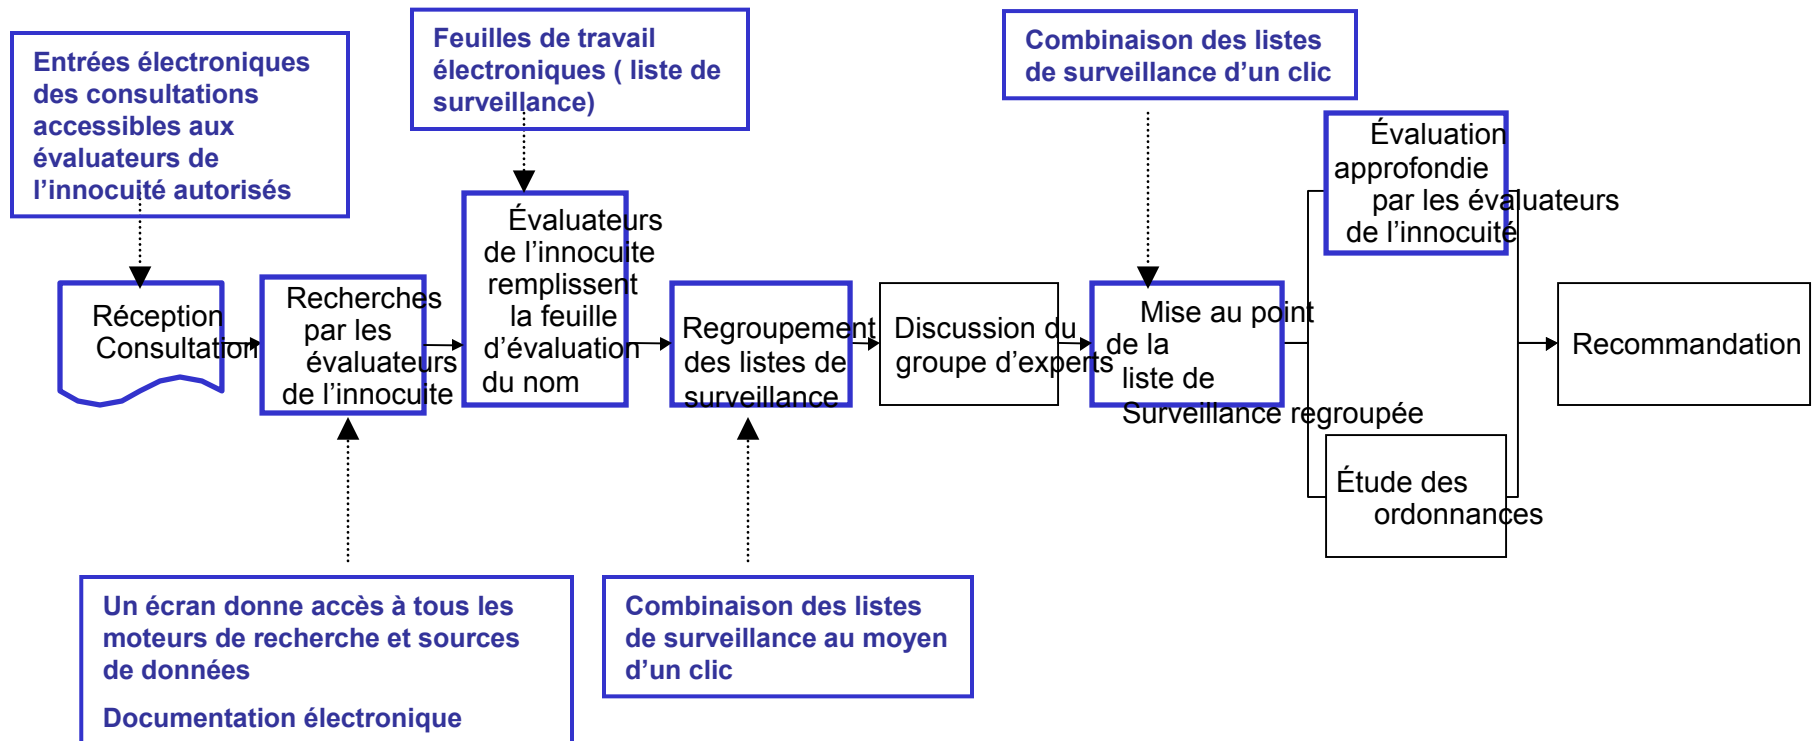 Entrées électroniques
des consultations
accessibles aux
évaluateurs de
l’innocuité autorisés
Feuilles de travail
électroniques ( liste de
surveillance)
Combinaison des listes
de surveillance d’un clic
Réception
Consultation
Recherches
par les
évaluateurs
de l’innocuite
Évaluateurs
de l’innocuite
remplissent
la feuille
d’évaluation
du nom
Regroupement
des listes de
surveillance
Discussion du
groupe d’experts
Mise au point
de la
liste de
Surveillance regroupée
Évaluation
approfondie
par les évaluateurs
de l’innocuité
Étude des
ordonnances
Recommandation
Un écran donne accès à tous les
moteurs de recherche et sources
de données
Documentation électronique
Combinaison des listes
de surveillance au moyen
d’un clic